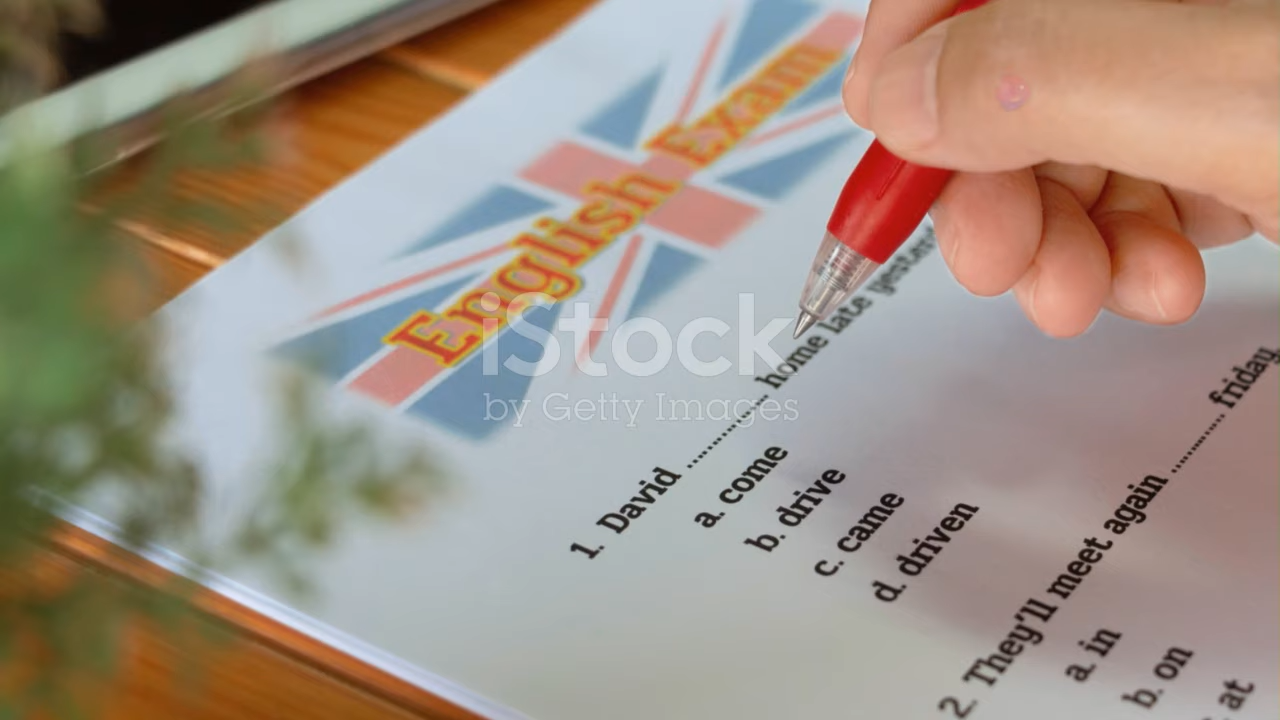 English Exam
iStock
by Getty Images
1. David ............ home late
a. come
b. drive
c. came
d. driven
2. They'll meet again ............ friday
a. in
b. on
at